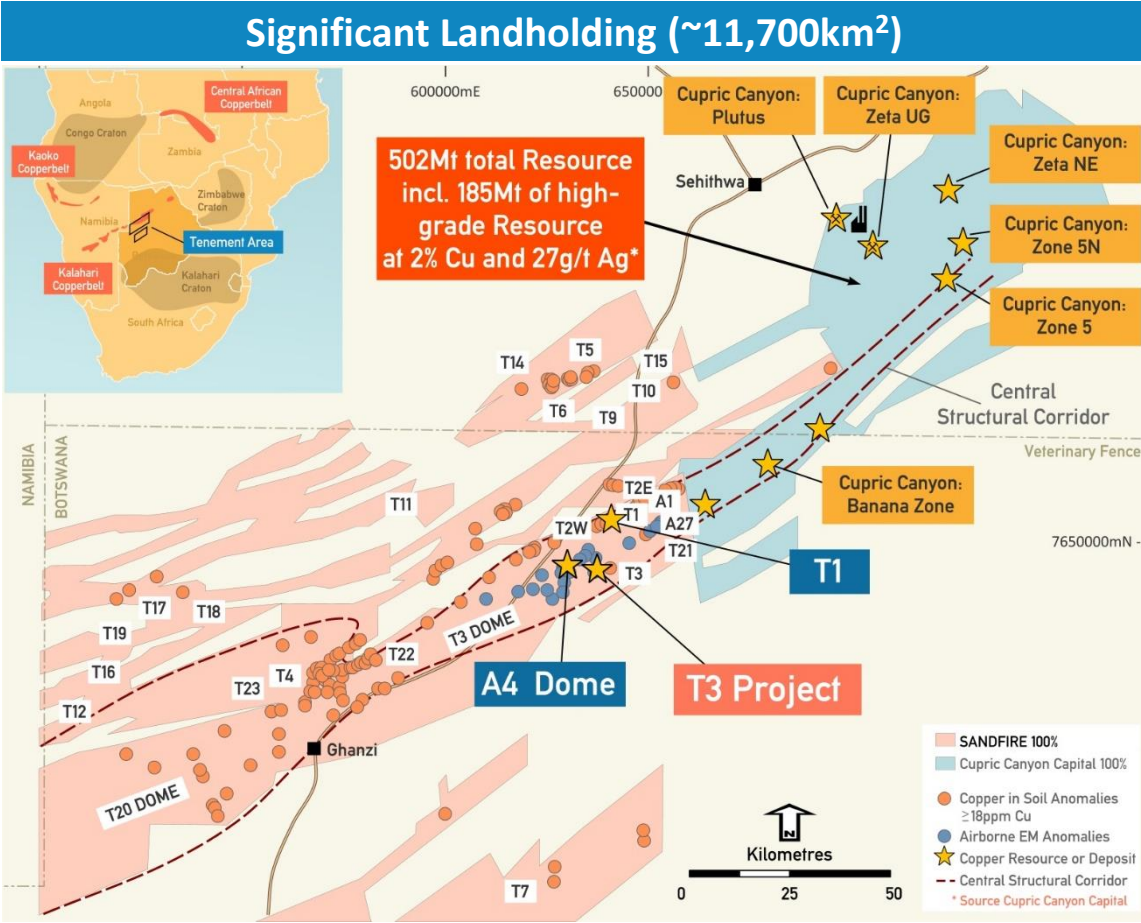 Significant Landholding (~11,700km²)
Angola
Congo Craton
Central African
Copperbelt
Zambia
Kaoko
Copperbelt
Zimbabwe
Craton
Namibia
Tenement Area
Kalahari
Copperbelt
Kalahari
Craton
South Africa
600000mE
650000
502Mt total Resource
incl. 185Mt of high-
grade Resource
at 2% Cu and 27g/t Ag*
Sehithwa
Cupric Canyon:
Plutus
Cupric Canyon:
Zeta UG
Cupric Canyon:
Zeta NE
Cupric Canyon:
Zone 5N
Cupric Canyon:
Zone 5
Central
Structural Corridor
Veterinary Fence
Cupric Canyon:
Banana Zone
7650000mN
NAMIBIA
BOTSWANA
T14
T5
T15
T10
T6
T9
T11
T2E
A1
T1
T2W
A27
T21
T3
T1
T17
T18
T19
T3 DOME
T16
T22
T4
T23
T12
A4 Dome
T3 Project
Ghanzi
T20 DOME
T7
N
Kilometres
0
25
50
SANDFIRE 100%
Cupric Canyon Capital 100%
Copper in Soil Anomalies
≥18ppm Cu
Airborne EM Anomalies
Copper Resource or Deposit
Central Structural Corridor
* Source Cupric Canyon Capital